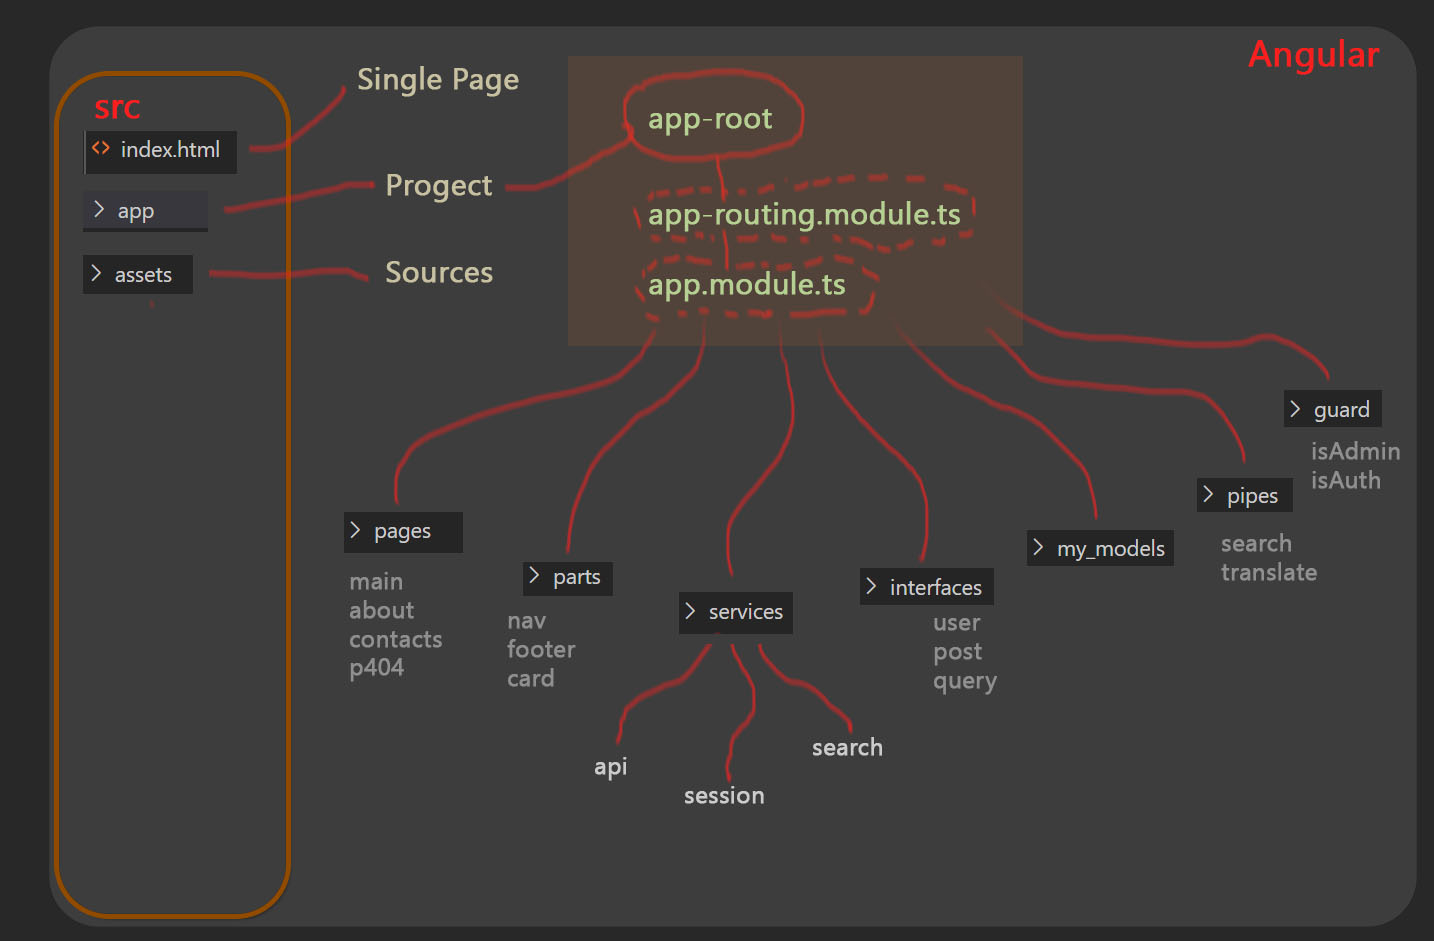 Angular
src
index.html
app
assets
Single Page
Progect
Sources
app-root
app-routing.module.ts
app.module.ts
pages
main
about
contacts
p404
parts
nav
footer
card
services
api
session
search
interfaces
user
post
query
my_models
pipes
search
translate
guard
isAdmin
isAuth